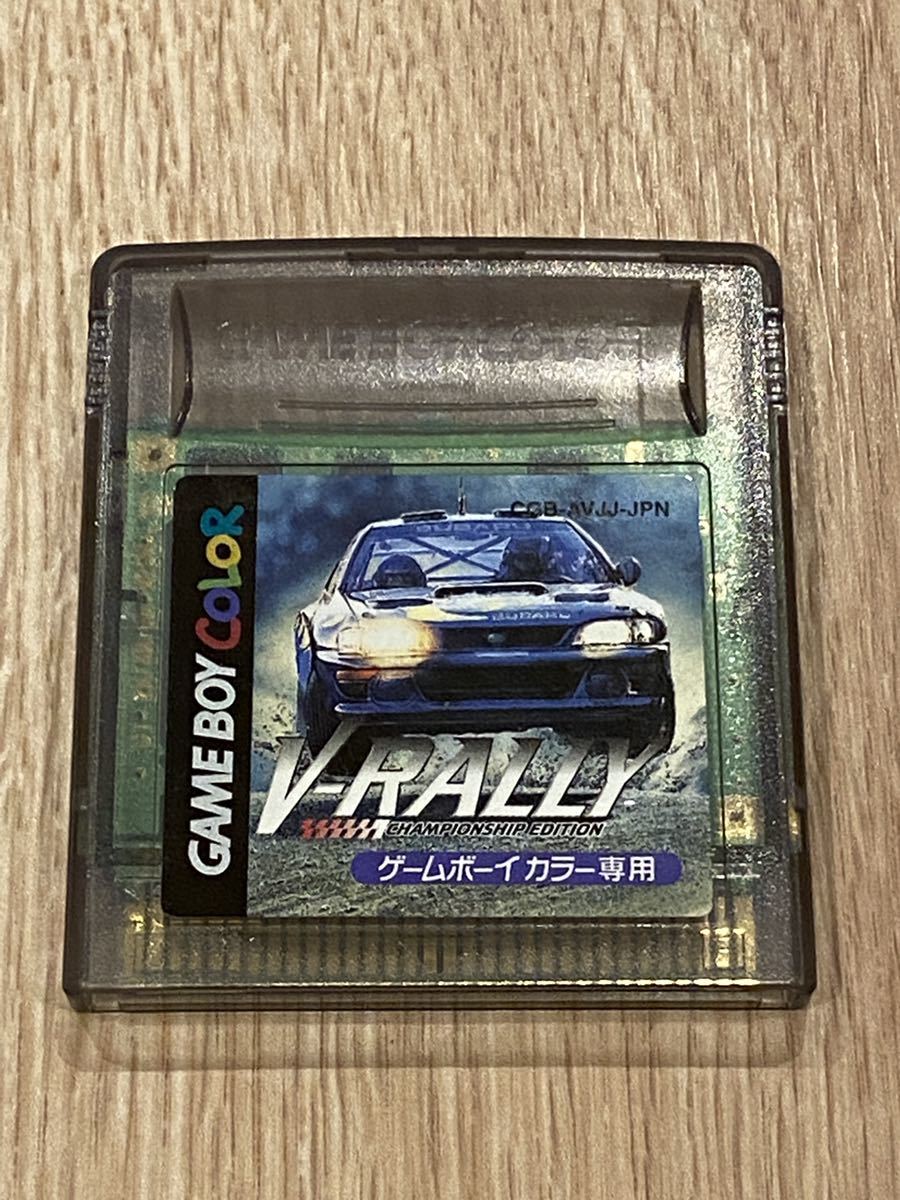 GAME BOY COLOR
CGB-AVJJ-JPN
SUBARU
SUBARU
V-RALLY
CHAMPIONSHIP EDITION
ゲームボーイ カラー専用